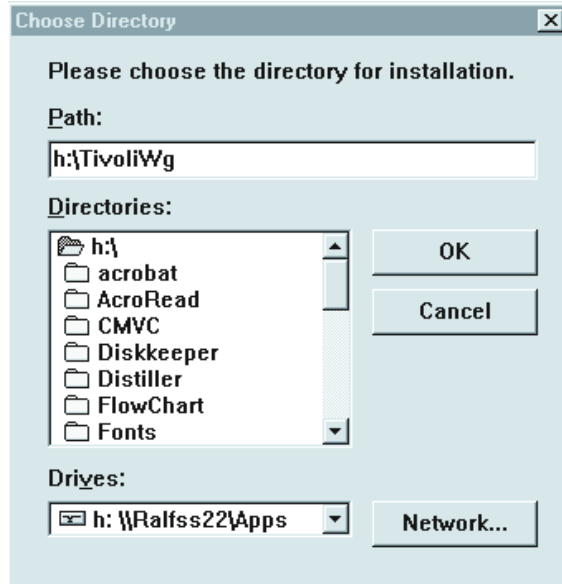 Choose Directory
Please choose the directory for installation.
Path:
h:\TivoliWg
Directories:
h:\
acrobat
AcroRead
CMVC
Diskkeeper
Distiller
FlowChart
Fonts
OK
Cancel
Drives:
h: \\Ralfss22\Apps
Network...